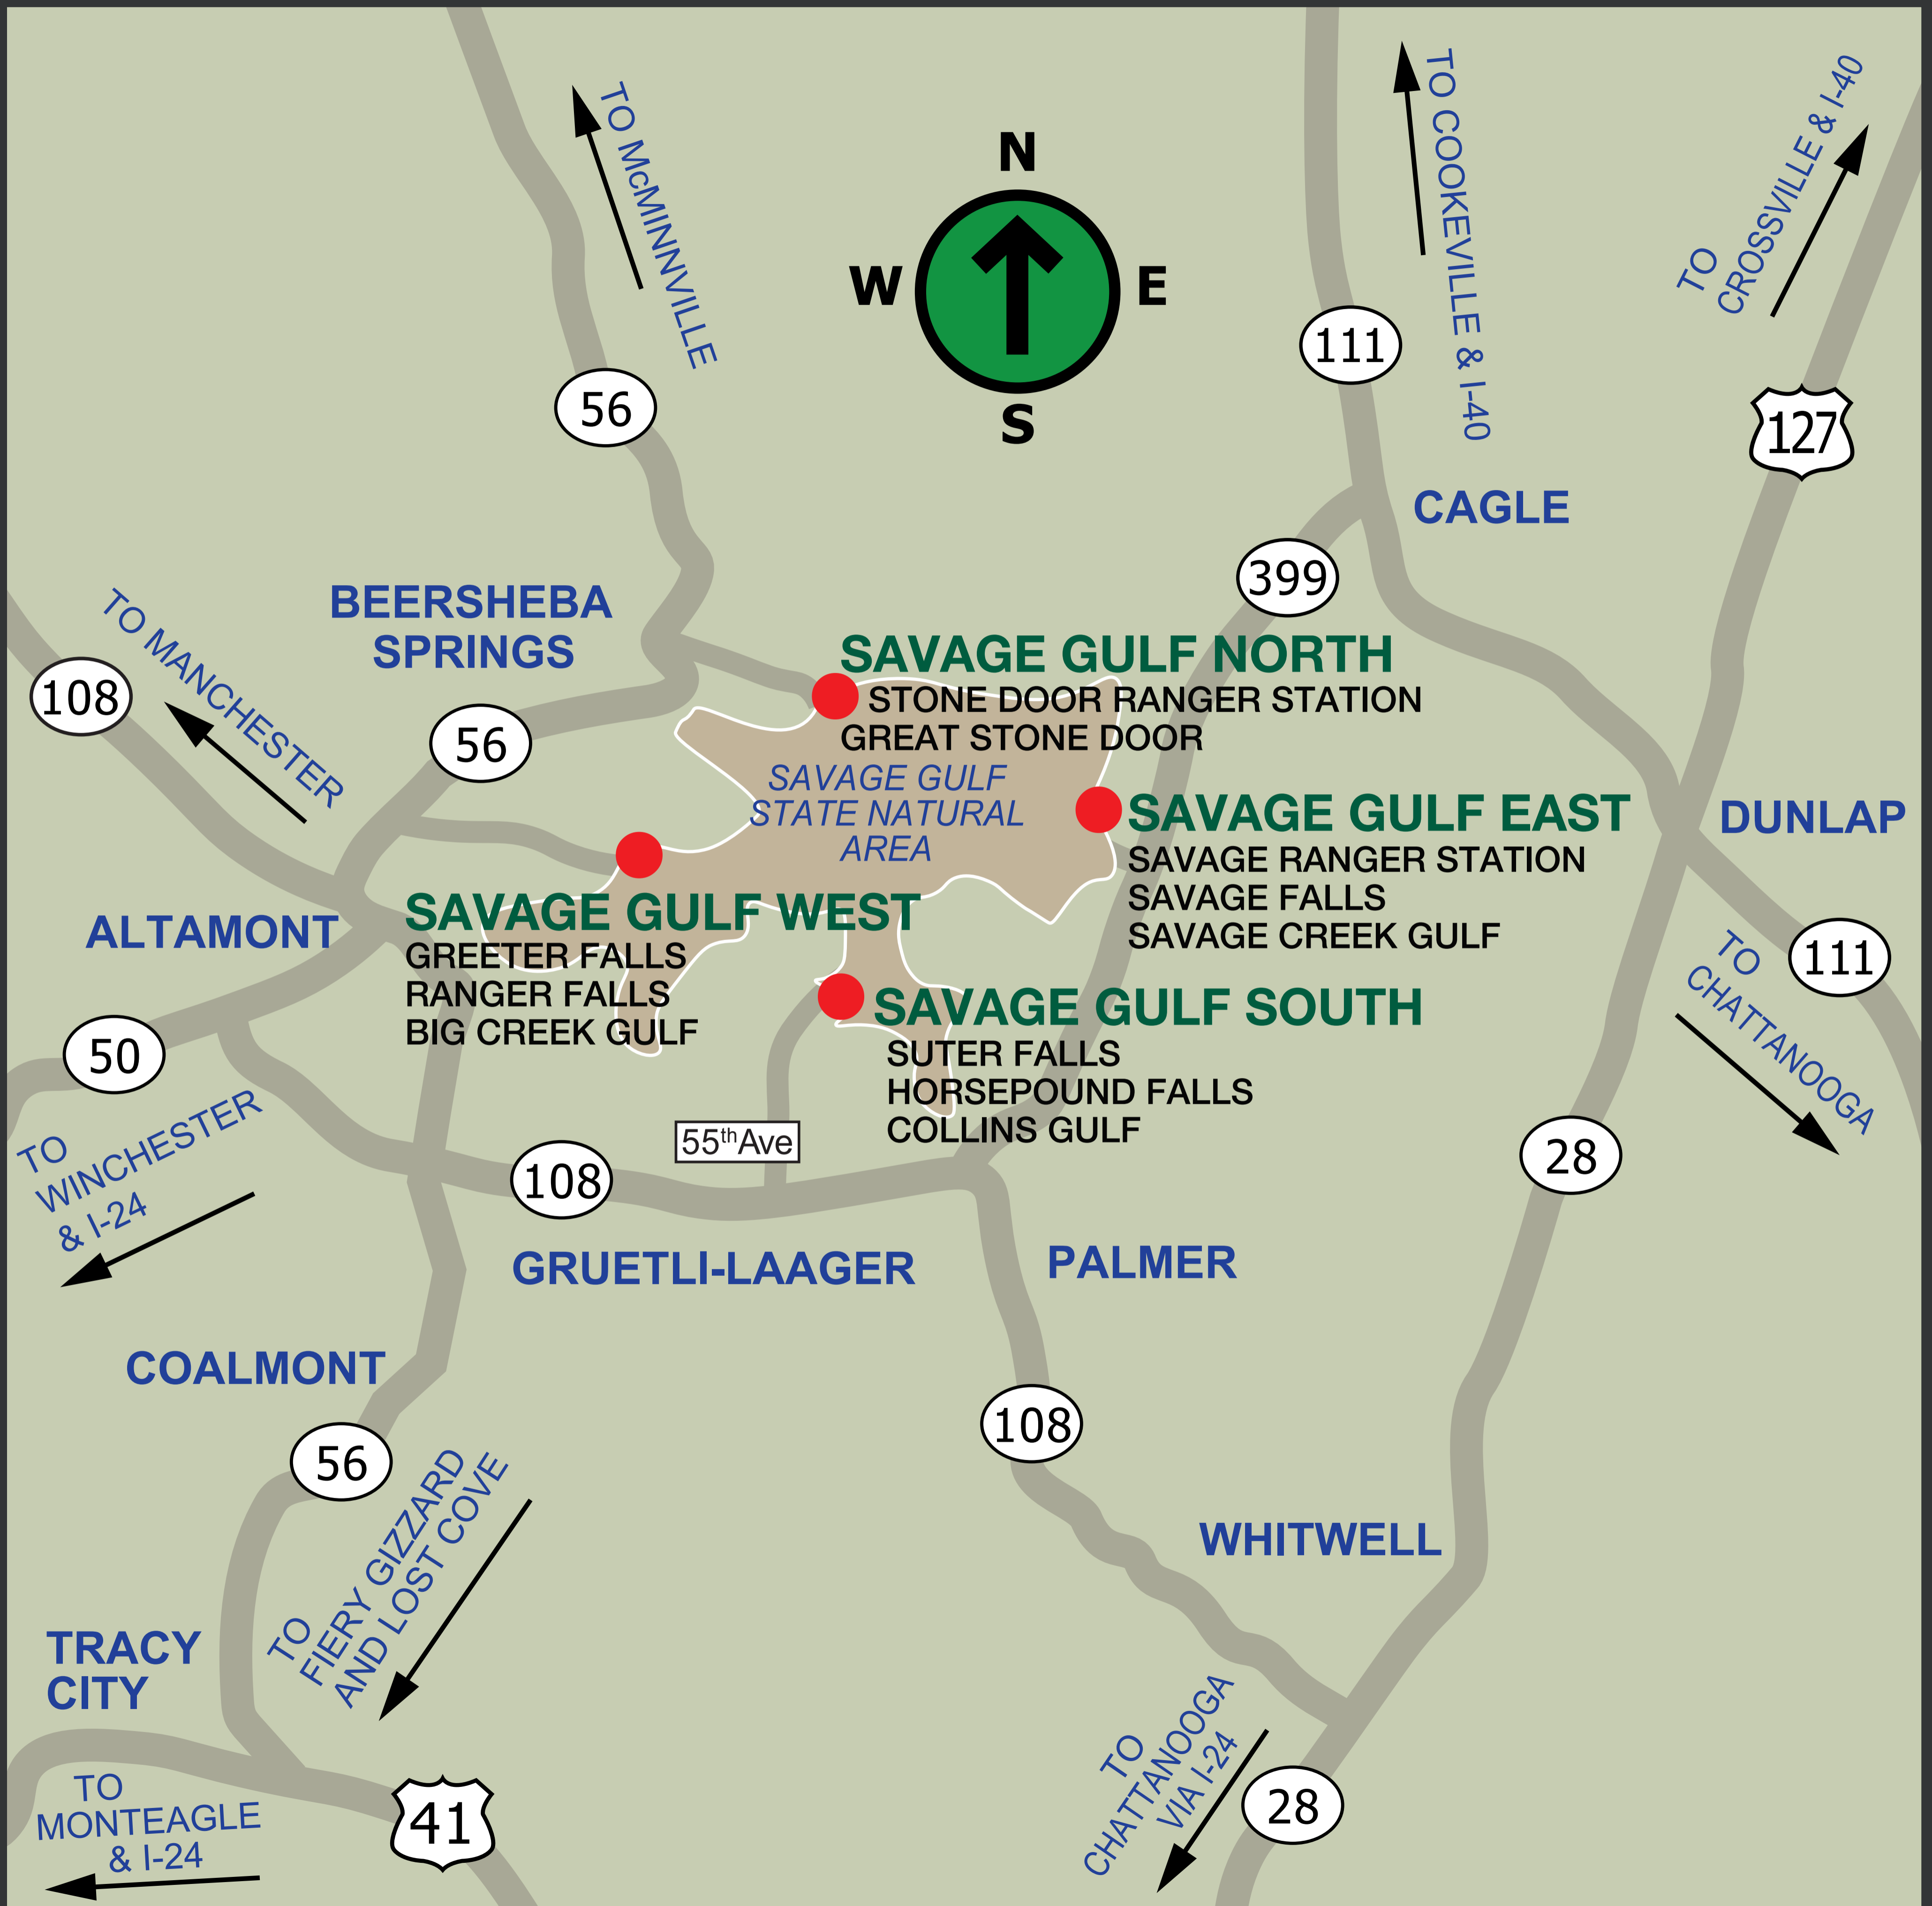 TO McMINNVILLE
TO COOKEVILLE & I-40
TO
CROSSVILLE & I-40
N
W
E
S
111
56
127
CAGLE
399
BEERSHEBA
SPRINGS
TO MANCHESTER
108
56
SAVAGE GULF NORTH
STONE DOOR RANGER STATION
GREAT STONE DOOR
SAVAGE GULF
STATE NATURAL
AREA
SAVAGE GULF EAST
SAVAGE RANGER STATION
SAVAGE FALLS
SAVAGE CREEK GULF
DUNLAP
ALTAMONT
SAVAGE GULF WEST
GREETER FALLS
RANGER FALLS
BIG CREEK GULF
111
TO
CHATTANOOGA
SAVAGE GULF SOUTH
SUTER FALLS
HORSEPOUND FALLS
COLLINS GULF
50
TO
WINCHESTER
& I-24
55th Ave
108
28
GRUETLI-LAAGER
PALMER
COALMONT
56
108
TO
FIERY GIZZARD
AND LOST COVE
WHITWELL
TRACY
CITY
TO
CHATTANOOGA
VIA I-24
28
TO
MONTEAGLE
& I-24
41